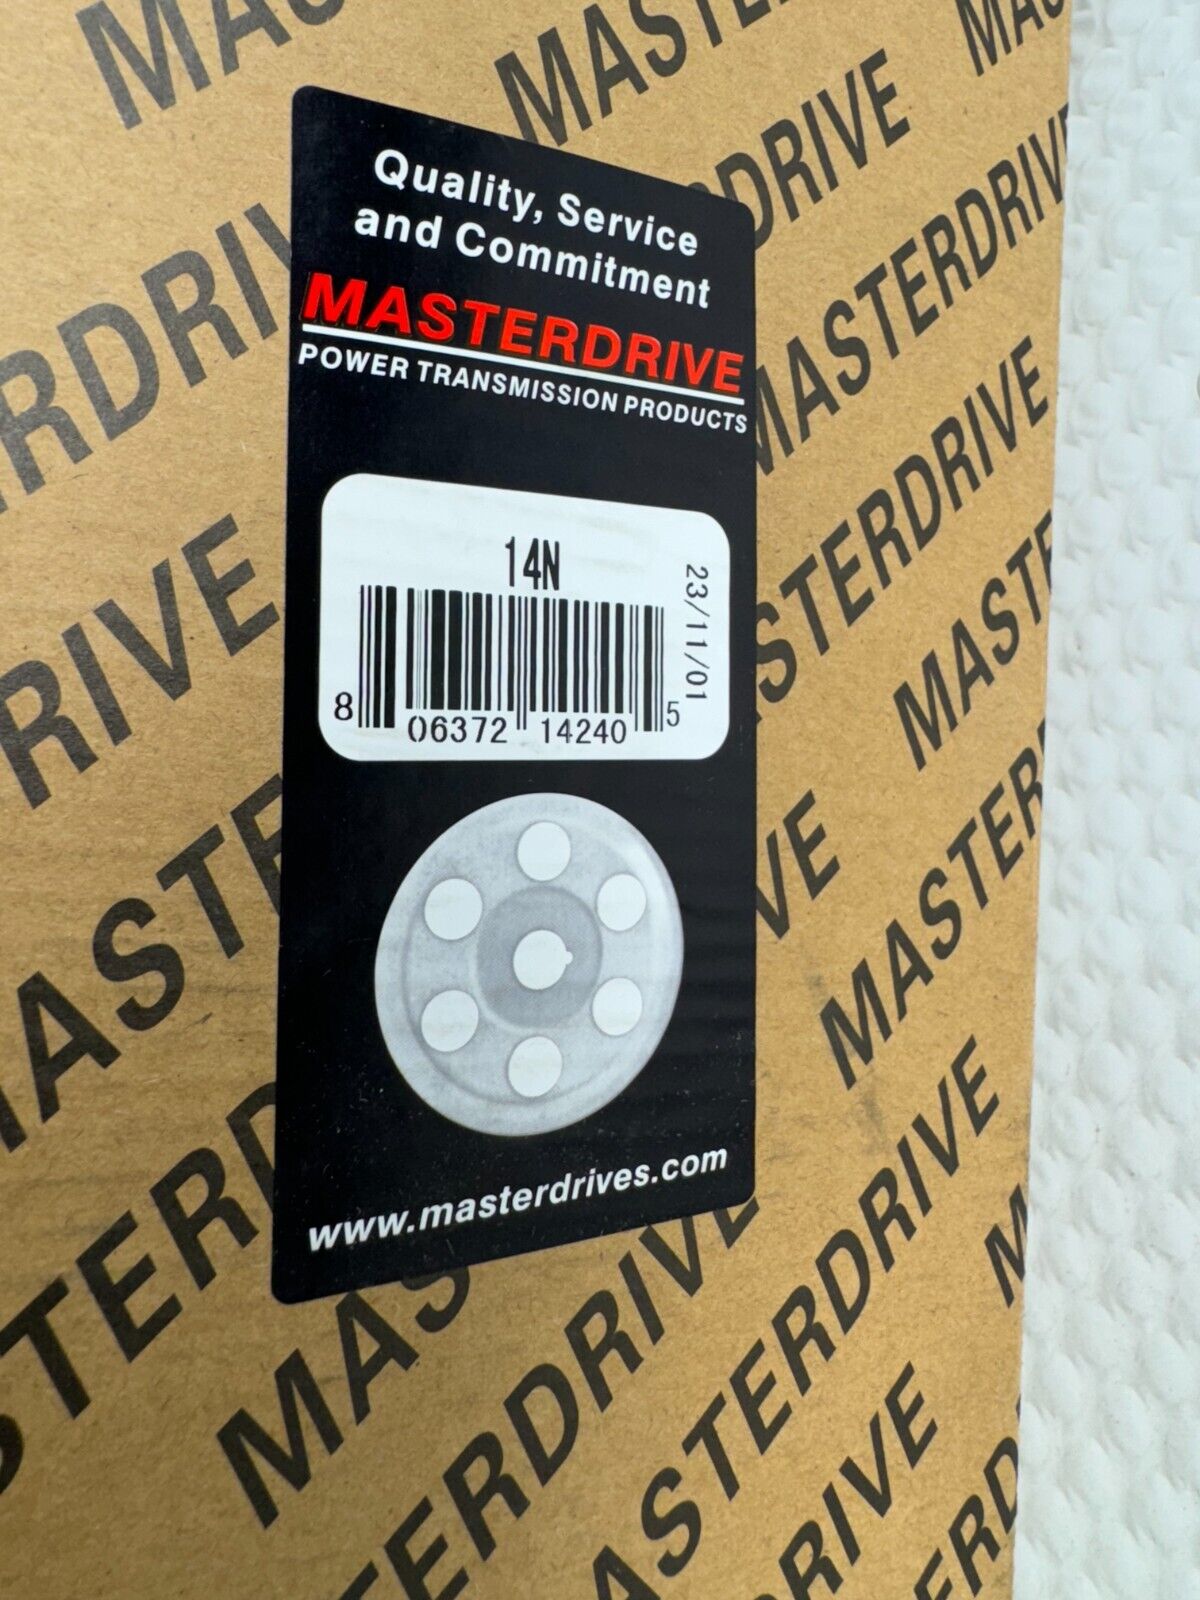 Quality, Service
and Commitment
MASTERDRIVE
POWER TRANSMISSION PRODUCTS
14N
23/11/01
8 06372 14240 5
www.masterdrives.com
MASTERDRIVE
MASTERDRIVE
MASTERDRIVE
MASTERDRIVE
MASTERDRIVE